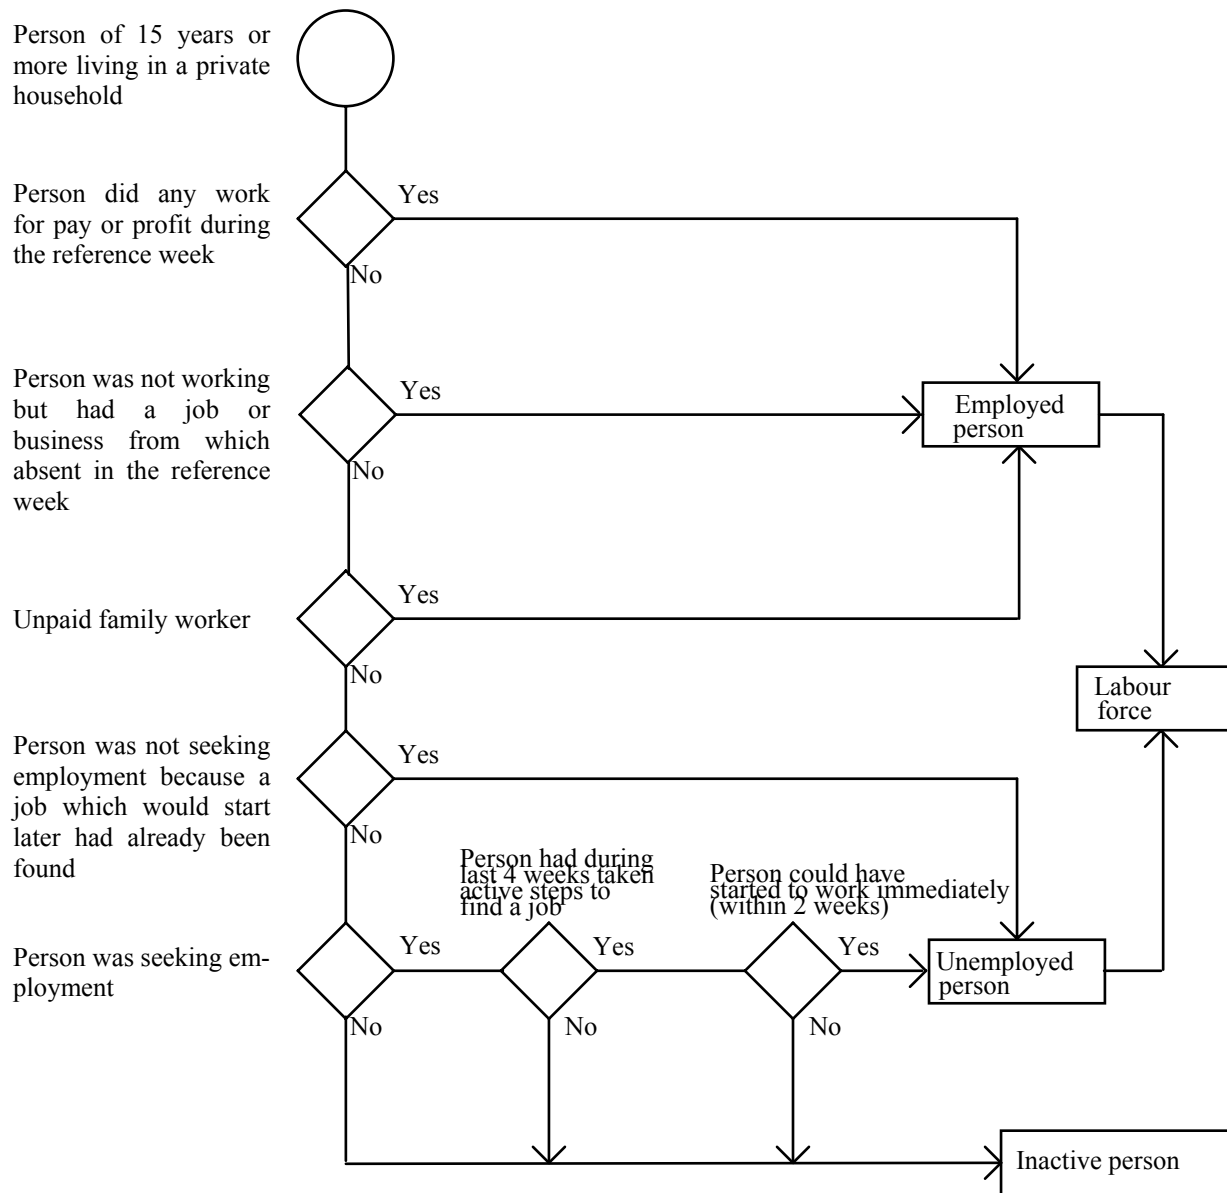 Person of 15 years or
more living in a private
household
Person did any work
for pay or profit during
the reference week
Yes
No
Person was not working
but had a job or
business from which
absent in the reference
week
Yes
No
Employed
person
Unpaid family worker
Yes
No
Labour
force
Person was not seeking
employment because a
job which would start
later had already been
found
Yes
No
Person had during
last 4 weeks taken
active steps to
find a job
Person could have
started to work immediately
(within 2 weeks)
Person was seeking em-
ployment
Yes
No
Yes
No
Yes
No
Unemployed
person
Inactive person